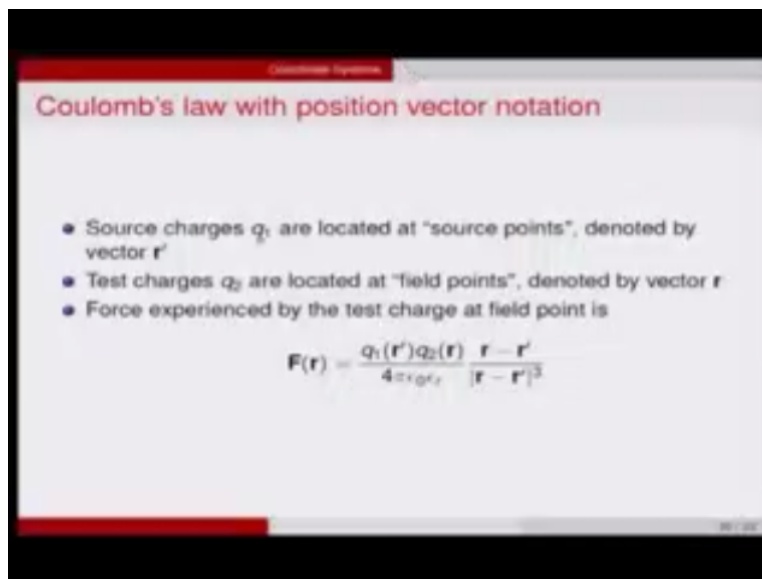 Coordinate Systems
Coulomb's law with position vector notation
Source charges q₁ are located at "source points", denoted by
vector r′
Test charges q₂ are located at "field points", denoted by vector r
Force experienced by the test charge at field point is
F(r) = q₁(r′)q₂(r) / 4πε₀εᵣ (r − r′) / |r − r′|³